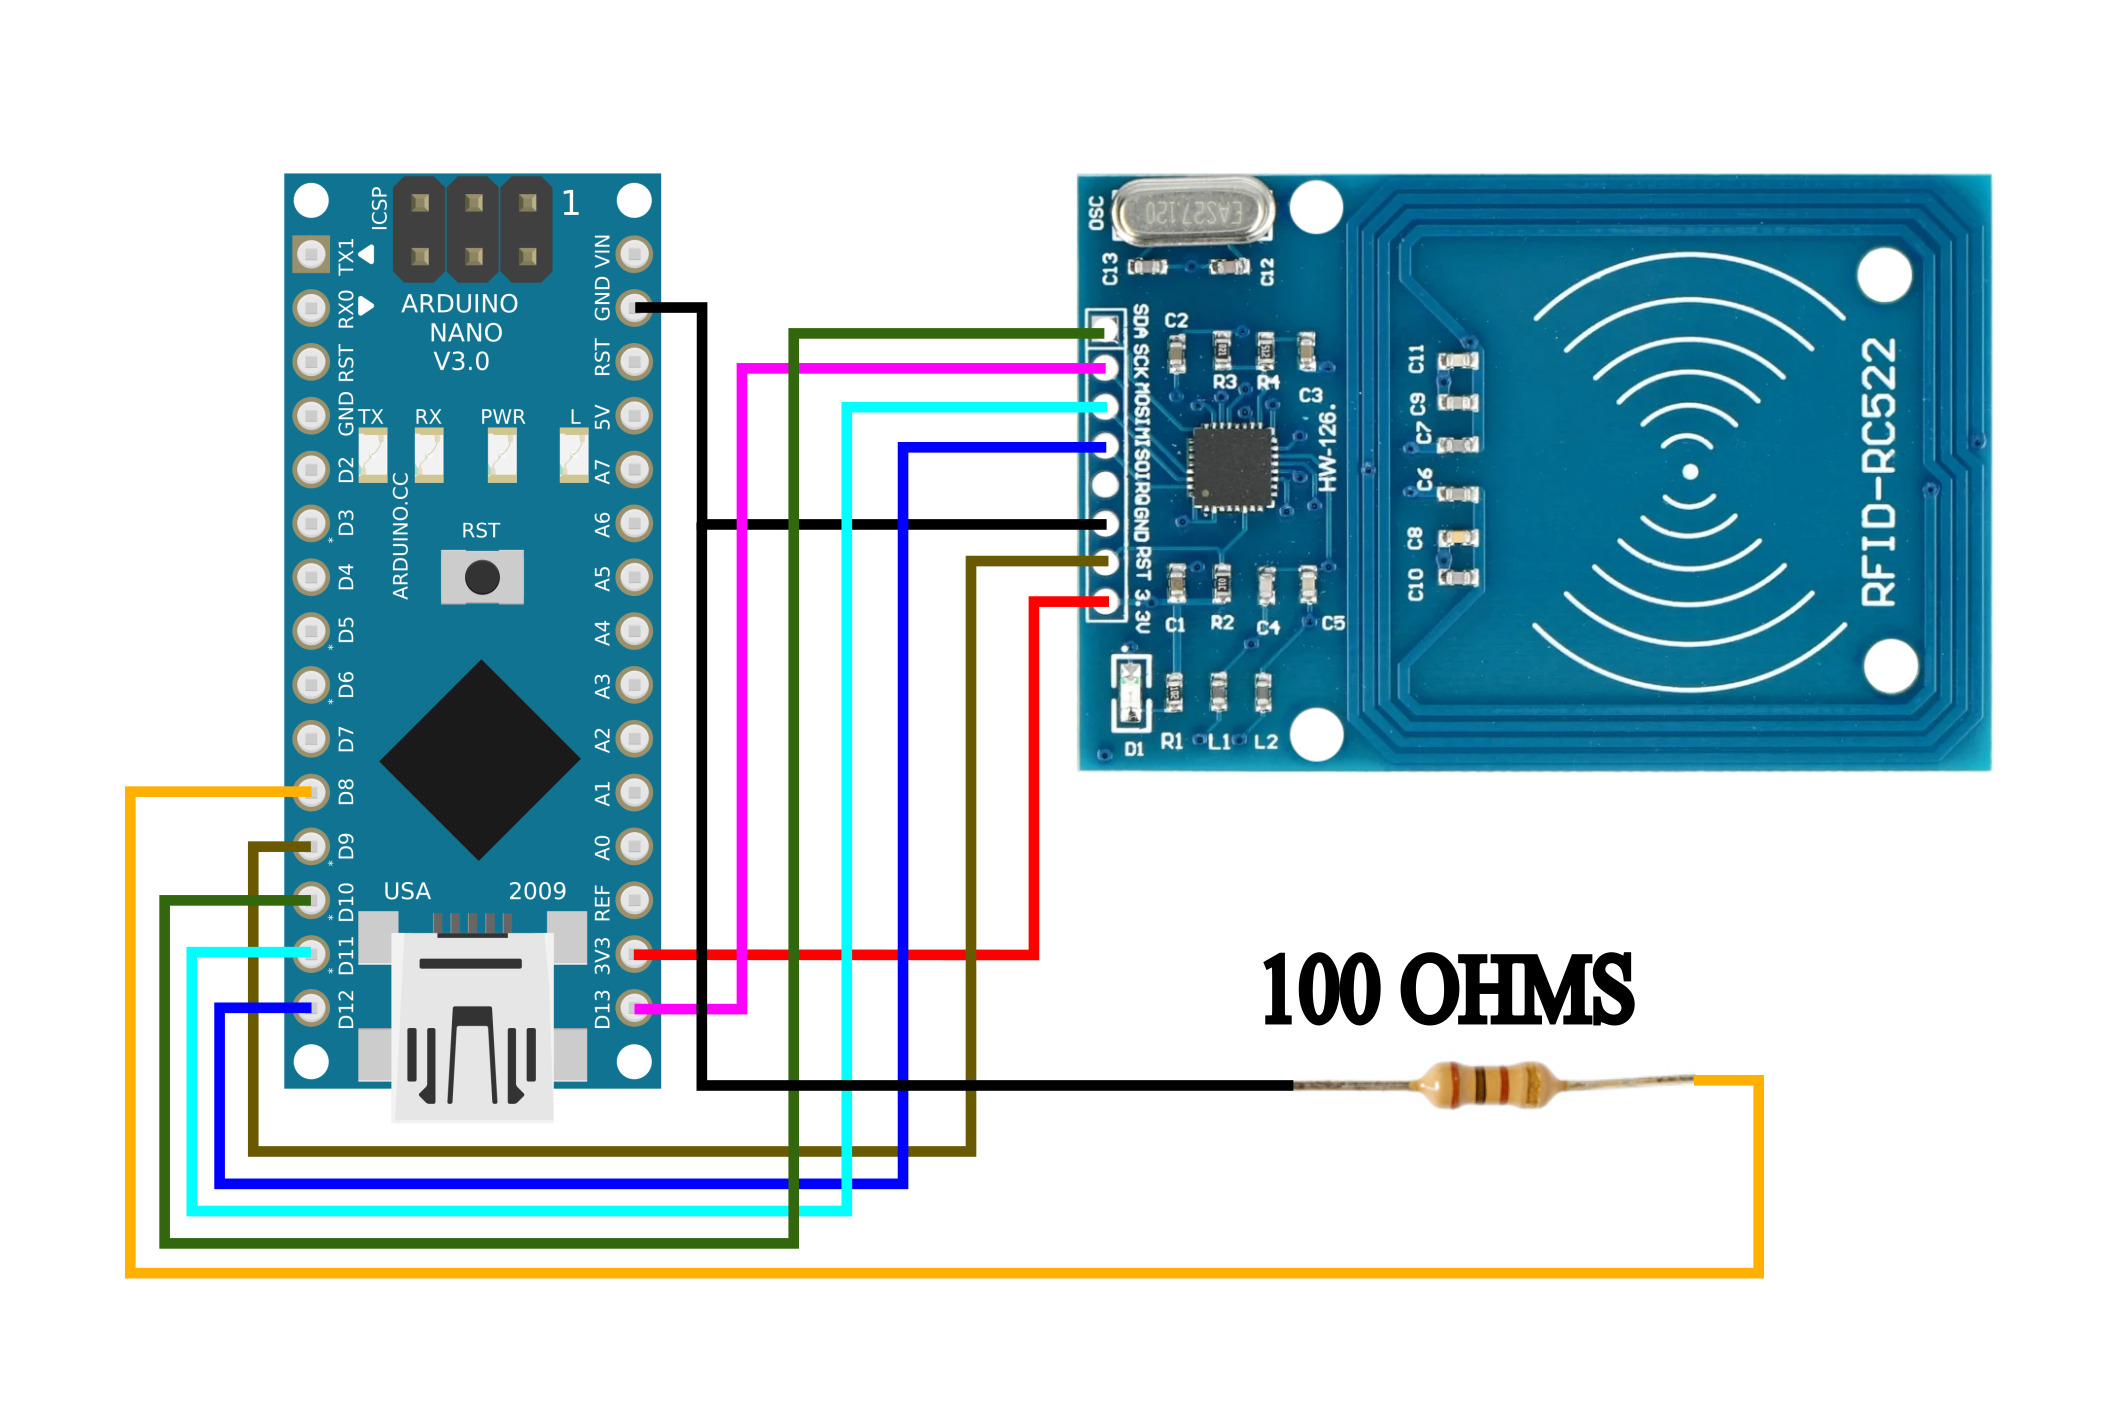 ICSP
1
TX1
RX0
RST
GND
D2
D3
D4
D5
D6
D7
D8
D9
D10
D11
D12
VIN
GND
RST
5V
A7
A6
A5
A4
A3
A2
A1
A0
REF
3V3
D13
ARDUINO
NANO
V3.0
TX RX PWR L
ARDUINO.CC
RST
USA 2009
OSC
EAS27.120
C13
C12
SDA SCK MOSI MISO IRQ GND RST 3.3V
C2
R3
R4
C3
HW-126.
C1
R2
C4
C5
D1
R1
L1
L2
C11
C9
C7
C6
C8
C10
RFID-RC522
100 OHMS